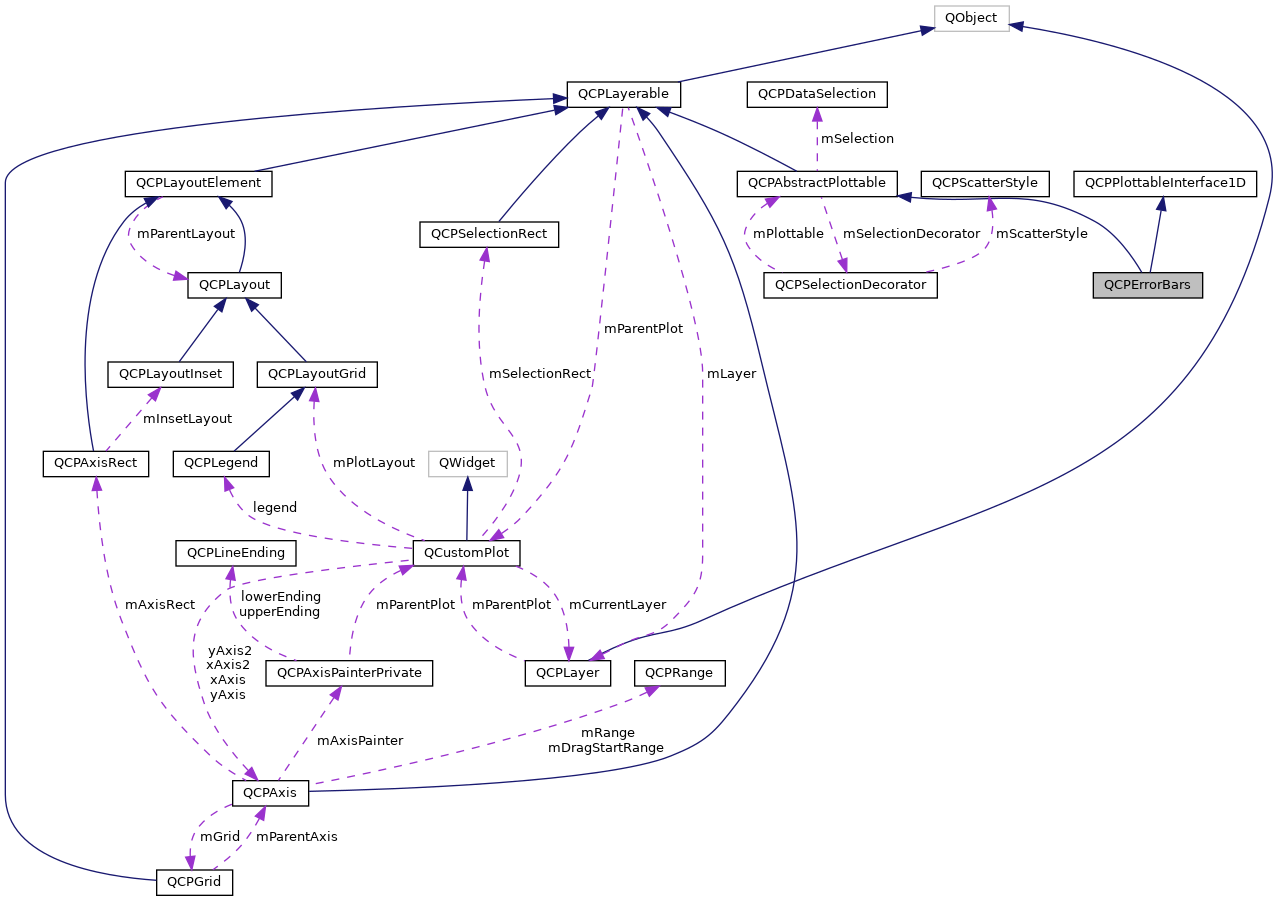 QObject
QCPLayerable
QCPDataSelection
mSelection
QCPLayoutElement
QCPAbstractPlottable
QCPScatterStyle
QCPPlottableInterface1D
mParentLayout
QCPSelectionRect
mPlottable
mSelectionDecorator
mScatterStyle
QCPLayout
QCPSelectionDecorator
QCPErrorBars
mParentPlot
QCPLayoutInset
QCPLayoutGrid
mSelectionRect
mLayer
mInsetLayout
QCPAxisRect
QCPLegend
mPlotLayout
QWidget
legend
QCPLineEnding
QCustomPlot
mAxisRect
lowerEnding
upperEnding
mParentPlot
mParentPlot
mCurrentLayer
yAxis2
xAxis2
xAxis
yAxis
QCPAxisPainterPrivate
QCPLayer
QCPRange
mAxisPainter
mRange
mDragStartRange
QCPAxis
mGrid
mParentAxis
QCPGrid